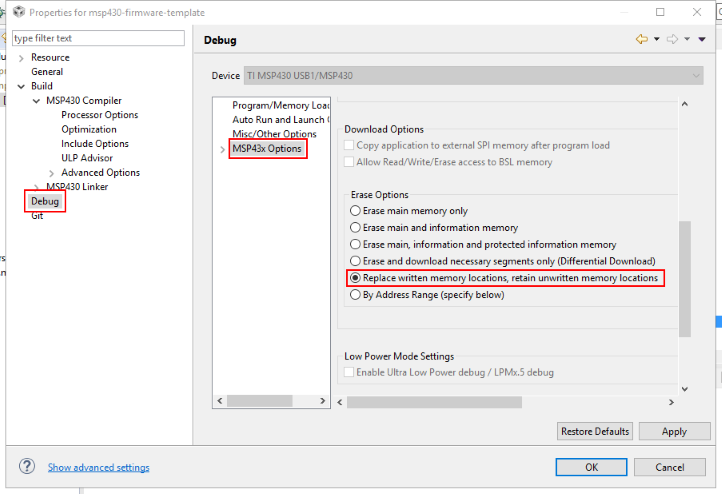 Properties for msp430-firmware-template
type filter text
Resource
General
Build
MSP430 Compiler
Processor Options
Optimization
Include Options
ULP Advisor
Advanced Options
MSP430 Linker
Debug
Git
Debug
Device
TI MSP430 USB1/MSP430
Program/Memory Loa
Auto Run and Launch
Misc/Other Options
MSP43x Options
Download Options
Copy application to external SPI memory after program load
Allow Read/Write/Erase access to BSL memory
Erase Options
Erase main memory only
Erase main and information memory
Erase main, information and protected information memory
Erase and download necessary segments only (Differential Download)
Replace written memory locations, retain unwritten memory locations
By Address Range (specify below)
Low Power Mode Settings
Enable Ultra Low Power debug / LPMx.5 debug
Restore Defaults
Apply
Show advanced settings
OK
Cancel